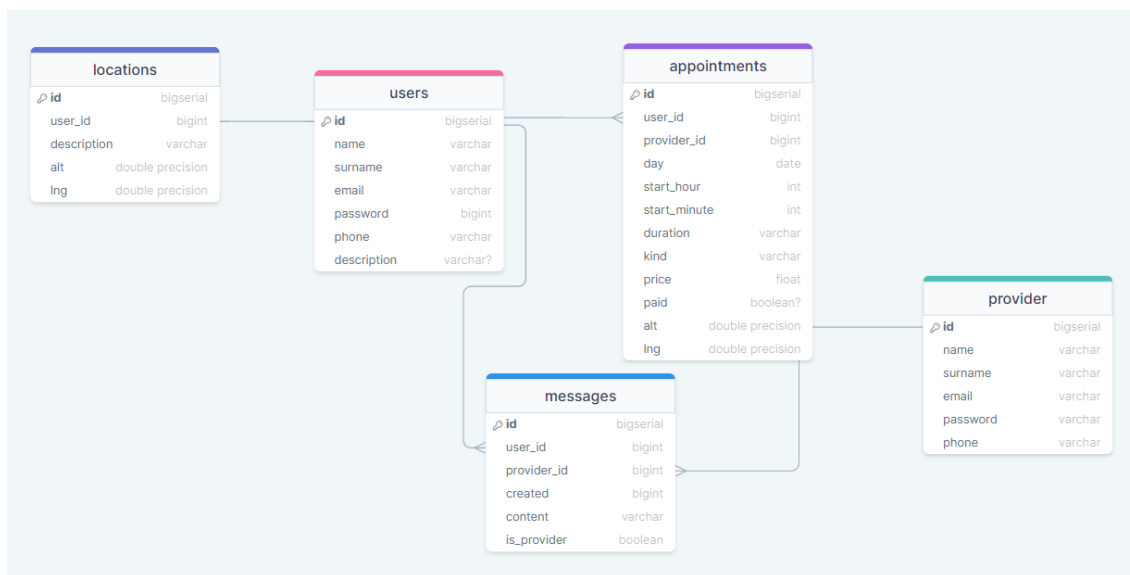 locations
id bigserial
user_id bigint
description varchar
alt double precision
lng double precision
users
id bigserial
name varchar
surname varchar
email varchar
password bigint
phone varchar
description varchar?
appointments
id bigserial
user_id bigint
provider_id bigint
day date
start_hour int
start_minute int
duration varchar
kind varchar
price float
paid boolean?
alt double precision
lng double precision
provider
id bigserial
name varchar
surname varchar
email varchar
password varchar
phone varchar
messages
id bigserial
user_id bigint
provider_id bigint
created bigint
content varchar
is_provider boolean